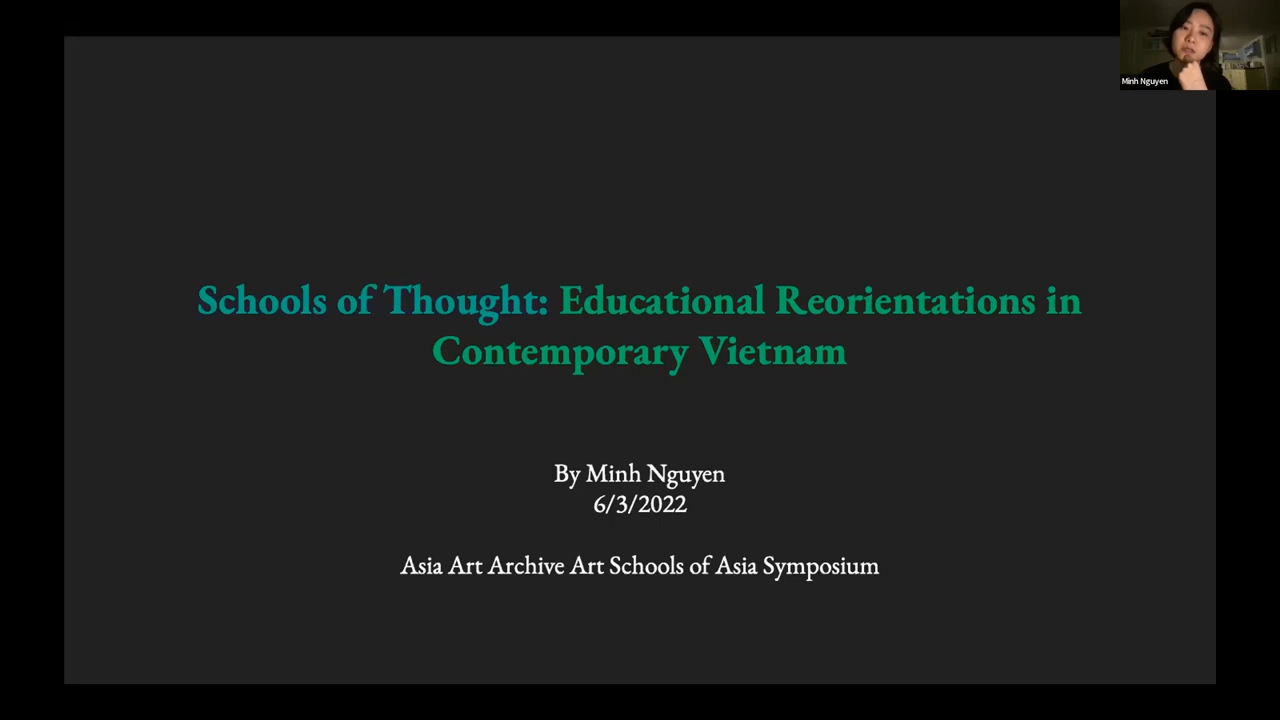 Minh Nguyen
Schools of Thought: Educational Reorientations in
Contemporary Vietnam
By Minh Nguyen
6/3/2022
Asia Art Archive Art Schools of Asia Symposium